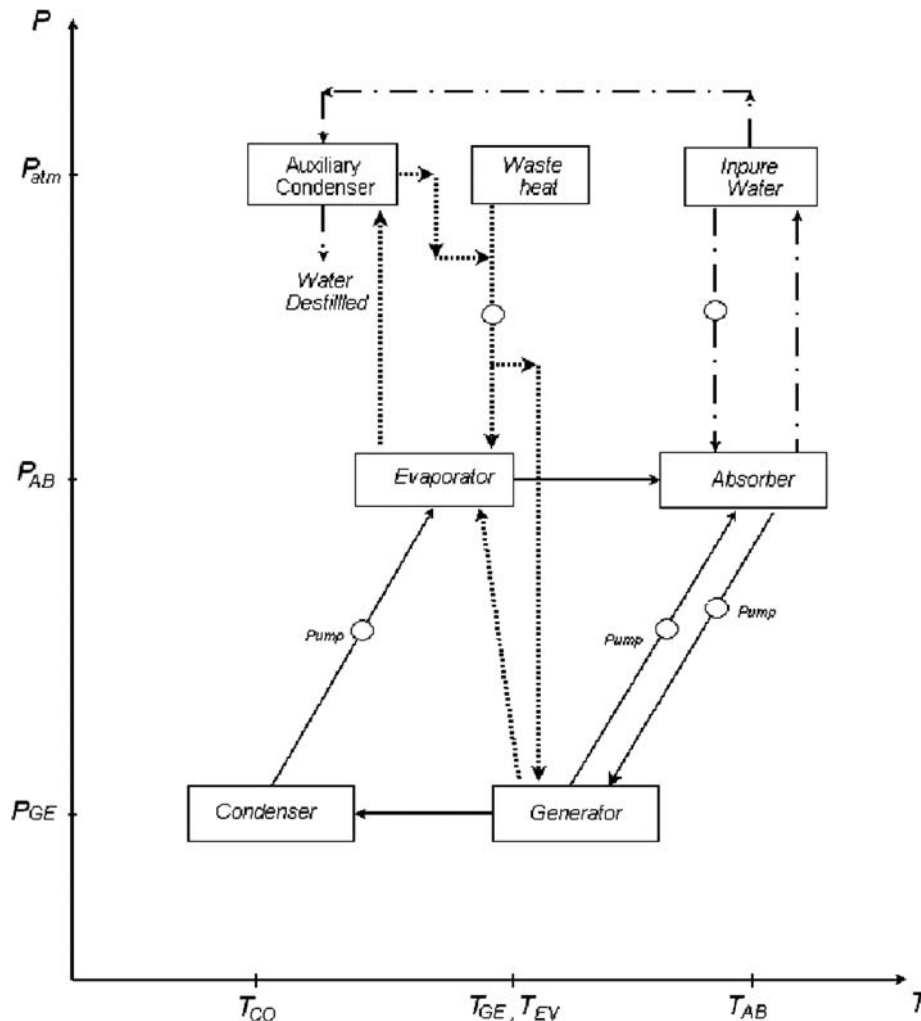 P
P_atm
Auxiliary
Condenser
Waste
heat
Inpure
Water
Water
Destillled
P_AB
Evaporator
Absorber
Pump
Pump
Pump
P_GE
Condenser
Generator
T_CO
T_GE, T_EV
T_AB
T